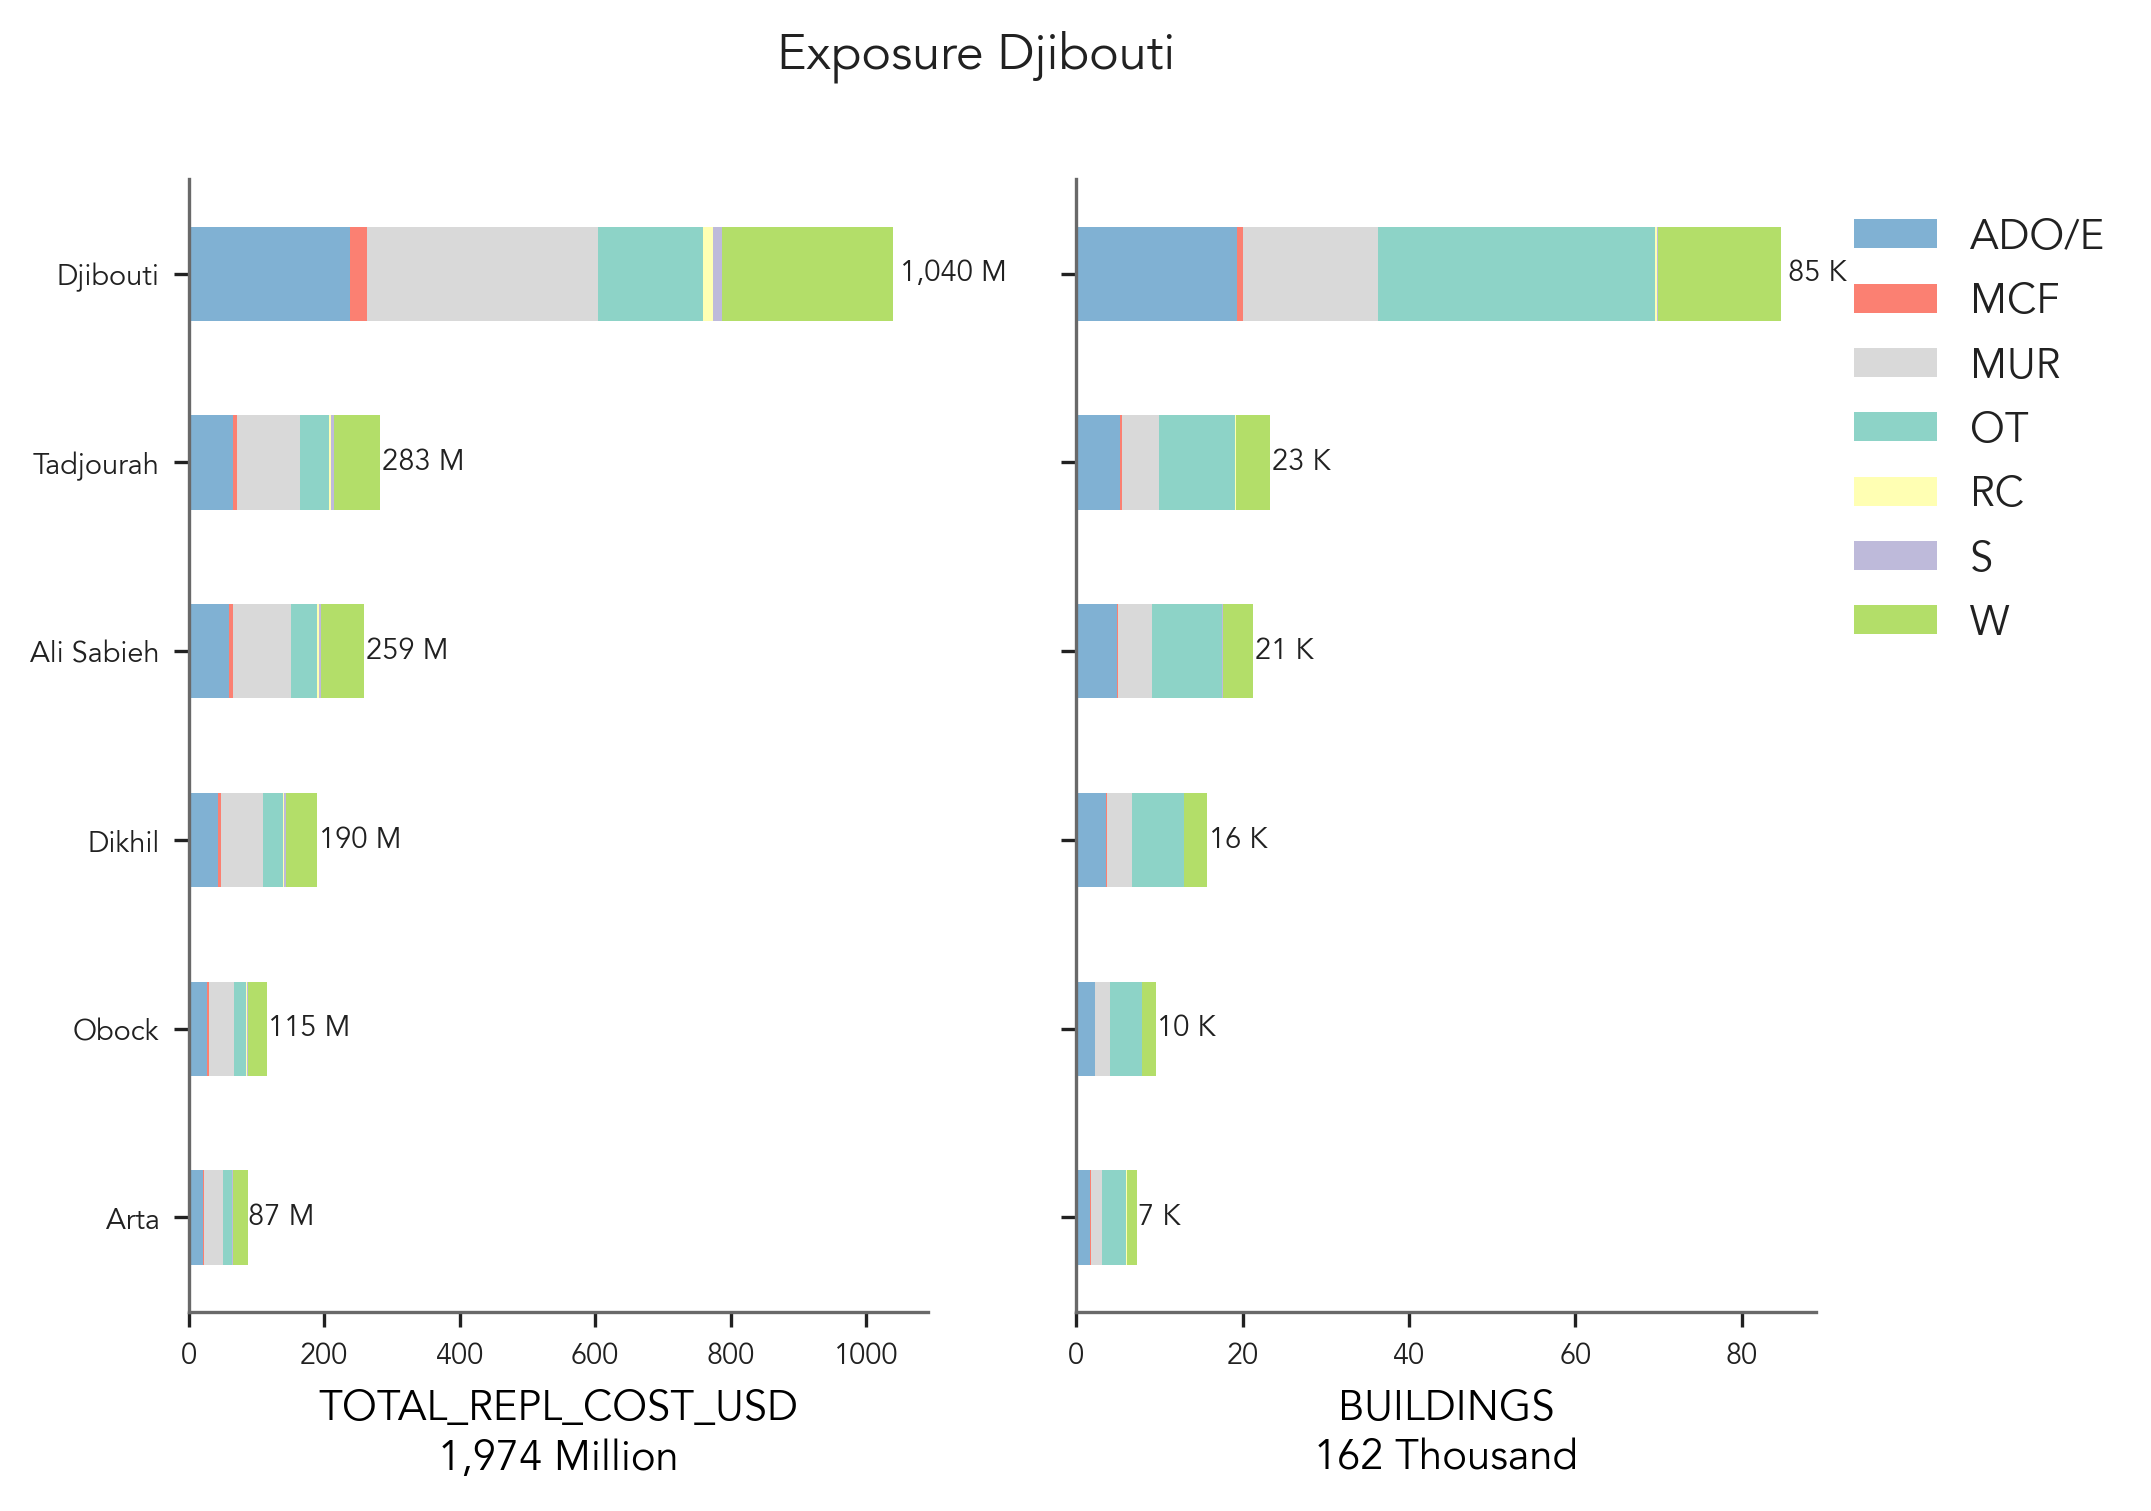 Exposure Djibouti
Djibouti
Tadjourah
Ali Sabieh
Dikhil
Obock
Arta
1,040 M
283 M
259 M
190 M
115 M
87 M
0 200 400 600 800 1000
TOTAL_REPL_COST_USD
1,974 Million
85 K
23 K
21 K
16 K
10 K
7 K
0 20 40 60 80
BUILDINGS
162 Thousand
ADO/E
MCF
MUR
OT
RC
S
W